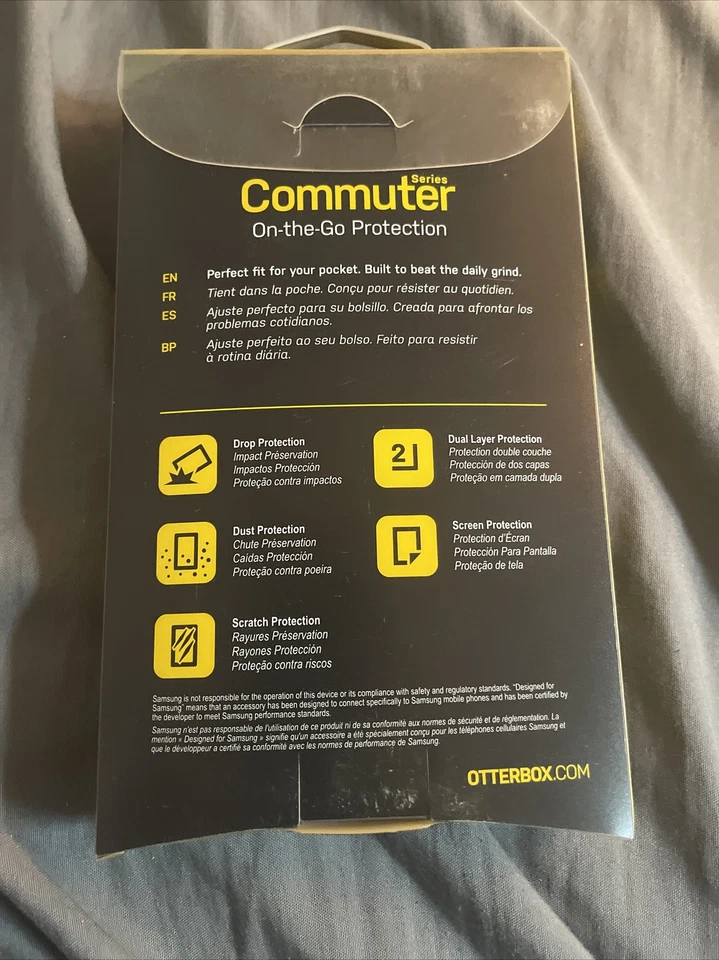 Commuter Series
On-the-Go Protection
EN Perfect fit for your pocket. Built to beat the daily grind.
FR Tient dans la poche. Conçu pour résister au quotidien.
ES Ajuste perfecto para su bolsillo. Creada para afrontar los
problemas cotidianos.
BP Ajuste perfeito ao seu bolso. Feito para resistir
à rotina diária.
Drop Protection
Impact Préservation
Impactos Protección
Proteção contra impactos
2
Dual Layer Protection
Protection double couche
Protección de dos capas
Proteção em camada dupla
Dust Protection
Chute Préservation
Caídas Protección
Proteção contra poeira
Screen Protection
Protection d'Écran
Protección Para Pantalla
Proteção de tela
Scratch Protection
Rayures Préservation
Rayones Protección
Proteção contra riscos
Samsung is not responsible for the operation of this device or its compliance with safety and regulatory standards. "Designed for
Samsung" means that an accessory has been designed to connect specifically to Samsung mobile phones and has been certified by
the developer to meet Samsung performance standards.
Samsung n'est pas responsable de l'utilisation de ce produit ni de sa conformité aux normes de sécurité et de réglementation. La
mention « Designed for Samsung » signifie qu'un accessoire a été spécialement conçu pour les téléphones cellulaires Samsung et
que le développeur a certifié sa conformité avec les normes de performance de Samsung.
OTTERBOX.COM